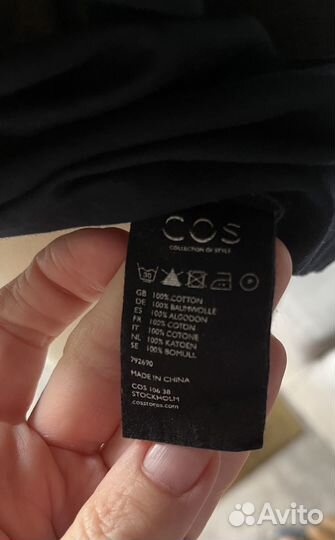 COS
COLLECTION OF STYLE
30
P
GB 100% COTTON
DE 100% BAUMWOLLE
ES 100% ALGODON
FR 100% COTON
IT 100% COTONE
NL 100% KATOEN
SE 100% BOMULL
792690
MADE IN CHINA
COS 106 38
STOCKHOLM
cosstores.com
Avito